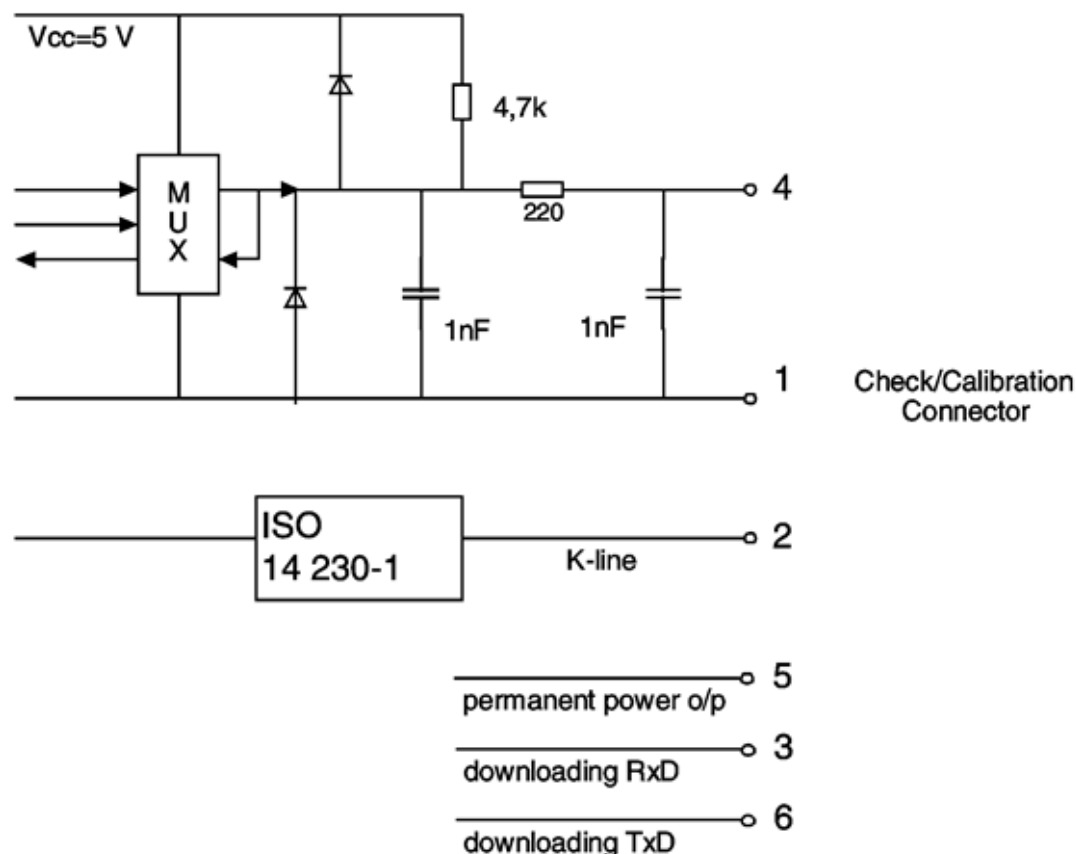 Vcc=5 V
4,7k
M
U
X
220
4
1nF
1nF
1
Check/Calibration
Connector
ISO
14 230-1
K-line
2
5
permanent power o/p
3
downloading RxD
6
downloading TxD